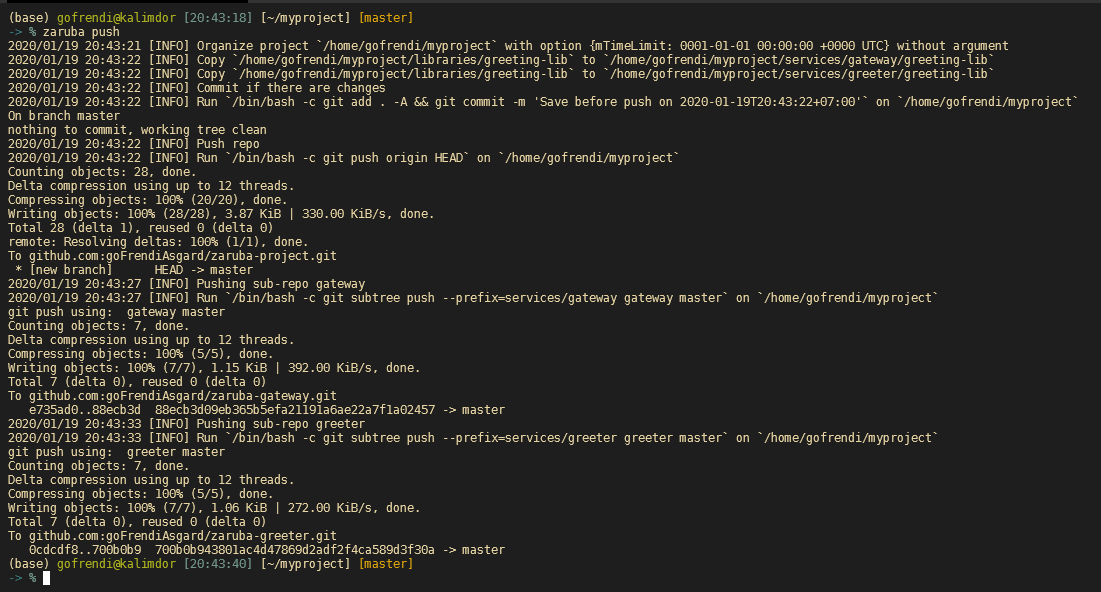 (base) gofrendi@kalimdor [20:43:18] [~/myproject] [master]
-> % zaruba push
2020/01/19 20:43:21 [INFO] Organize project `/home/gofrendi/myproject` with option {mTimeLimit: 0001-01-01 00:00:00 +0000 UTC} without argument
2020/01/19 20:43:22 [INFO] Copy `/home/gofrendi/myproject/libraries/greeting-lib` to `/home/gofrendi/myproject/services/gateway/greeting-lib`
2020/01/19 20:43:22 [INFO] Copy `/home/gofrendi/myproject/libraries/greeting-lib` to `/home/gofrendi/myproject/services/greeter/greeting-lib`
2020/01/19 20:43:22 [INFO] Commit if there are changes
2020/01/19 20:43:22 [INFO] Run `/bin/bash -c git add . -A && git commit -m 'Save before push on 2020-01-19T20:43:22+07:00'` on `/home/gofrendi/myproject`
On branch master
nothing to commit, working tree clean
2020/01/19 20:43:22 [INFO] Push repo
2020/01/19 20:43:22 [INFO] Run `/bin/bash -c git push origin HEAD` on `/home/gofrendi/myproject`
Counting objects: 28, done.
Delta compression using up to 12 threads.
Compressing objects: 100% (20/20), done.
Writing objects: 100% (28/28), 3.87 KiB | 330.00 KiB/s, done.
Total 28 (delta 1), reused 0 (delta 0)
remote: Resolving deltas: 100% (1/1), done.
To github.com:goFrendiAsgard/zaruba-project.git
 * [new branch]      HEAD -> master
2020/01/19 20:43:27 [INFO] Pushing sub-repo gateway
2020/01/19 20:43:27 [INFO] Run `/bin/bash -c git subtree push --prefix=services/gateway gateway master` on `/home/gofrendi/myproject`
git push using:  gateway master
Counting objects: 7, done.
Delta compression using up to 12 threads.
Compressing objects: 100% (5/5), done.
Writing objects: 100% (7/7), 1.15 KiB | 392.00 KiB/s, done.
Total 7 (delta 0), reused 0 (delta 0)
To github.com:goFrendiAsgard/zaruba-gateway.git
   e735ad0..88ecb3d  88ecb3d09eb365b5efa21191a6ae22a7f1a02457 -> master
2020/01/19 20:43:33 [INFO] Pushing sub-repo greeter
2020/01/19 20:43:33 [INFO] Run `/bin/bash -c git subtree push --prefix=services/greeter greeter master` on `/home/gofrendi/myproject`
git push using:  greeter master
Counting objects: 7, done.
Delta compression using up to 12 threads.
Compressing objects: 100% (5/5), done.
Writing objects: 100% (7/7), 1.06 KiB | 272.00 KiB/s, done.
Total 7 (delta 0), reused 0 (delta 0)
To github.com:goFrendiAsgard/zaruba-greeter.git
   0cdcdf8..700b0b9  700b0b943801ac4d47869d2adf2f4ca589d3f30a -> master
(base) gofrendi@kalimdor [20:43:40] [~/myproject] [master]
-> %